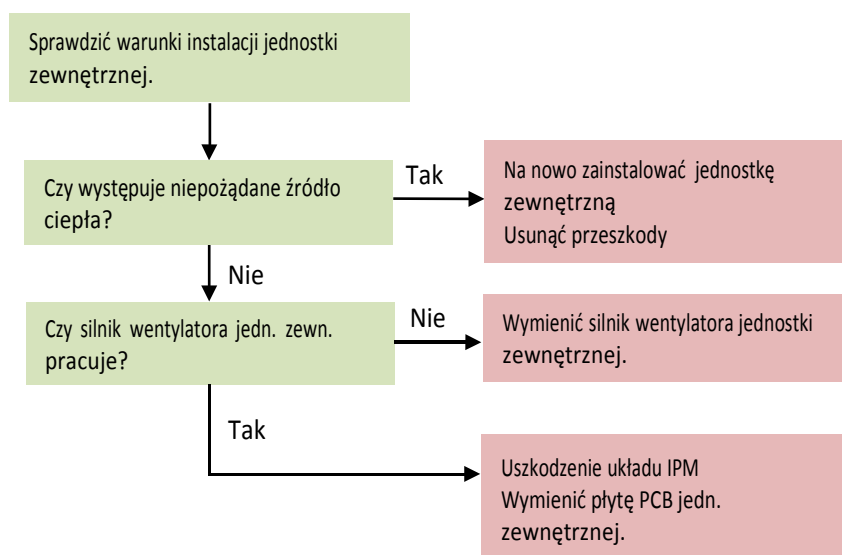 Sprawdzić warunki instalacji jednostki
zewnętrznej.
Czy występuje niepożądane źródło
ciepła?
Tak
Na nowo zainstalować jednostkę
zewnętrzną
Usunąć przeszkody
Nie
Czy silnik wentylatora jedn. zewn.
pracuje?
Nie
Wymienić silnik wentylatora jednostki
zewnętrznej.
Tak
Uszkodzenie układu IPM
Wymienić płytę PCB jedn.
zewnętrznej.